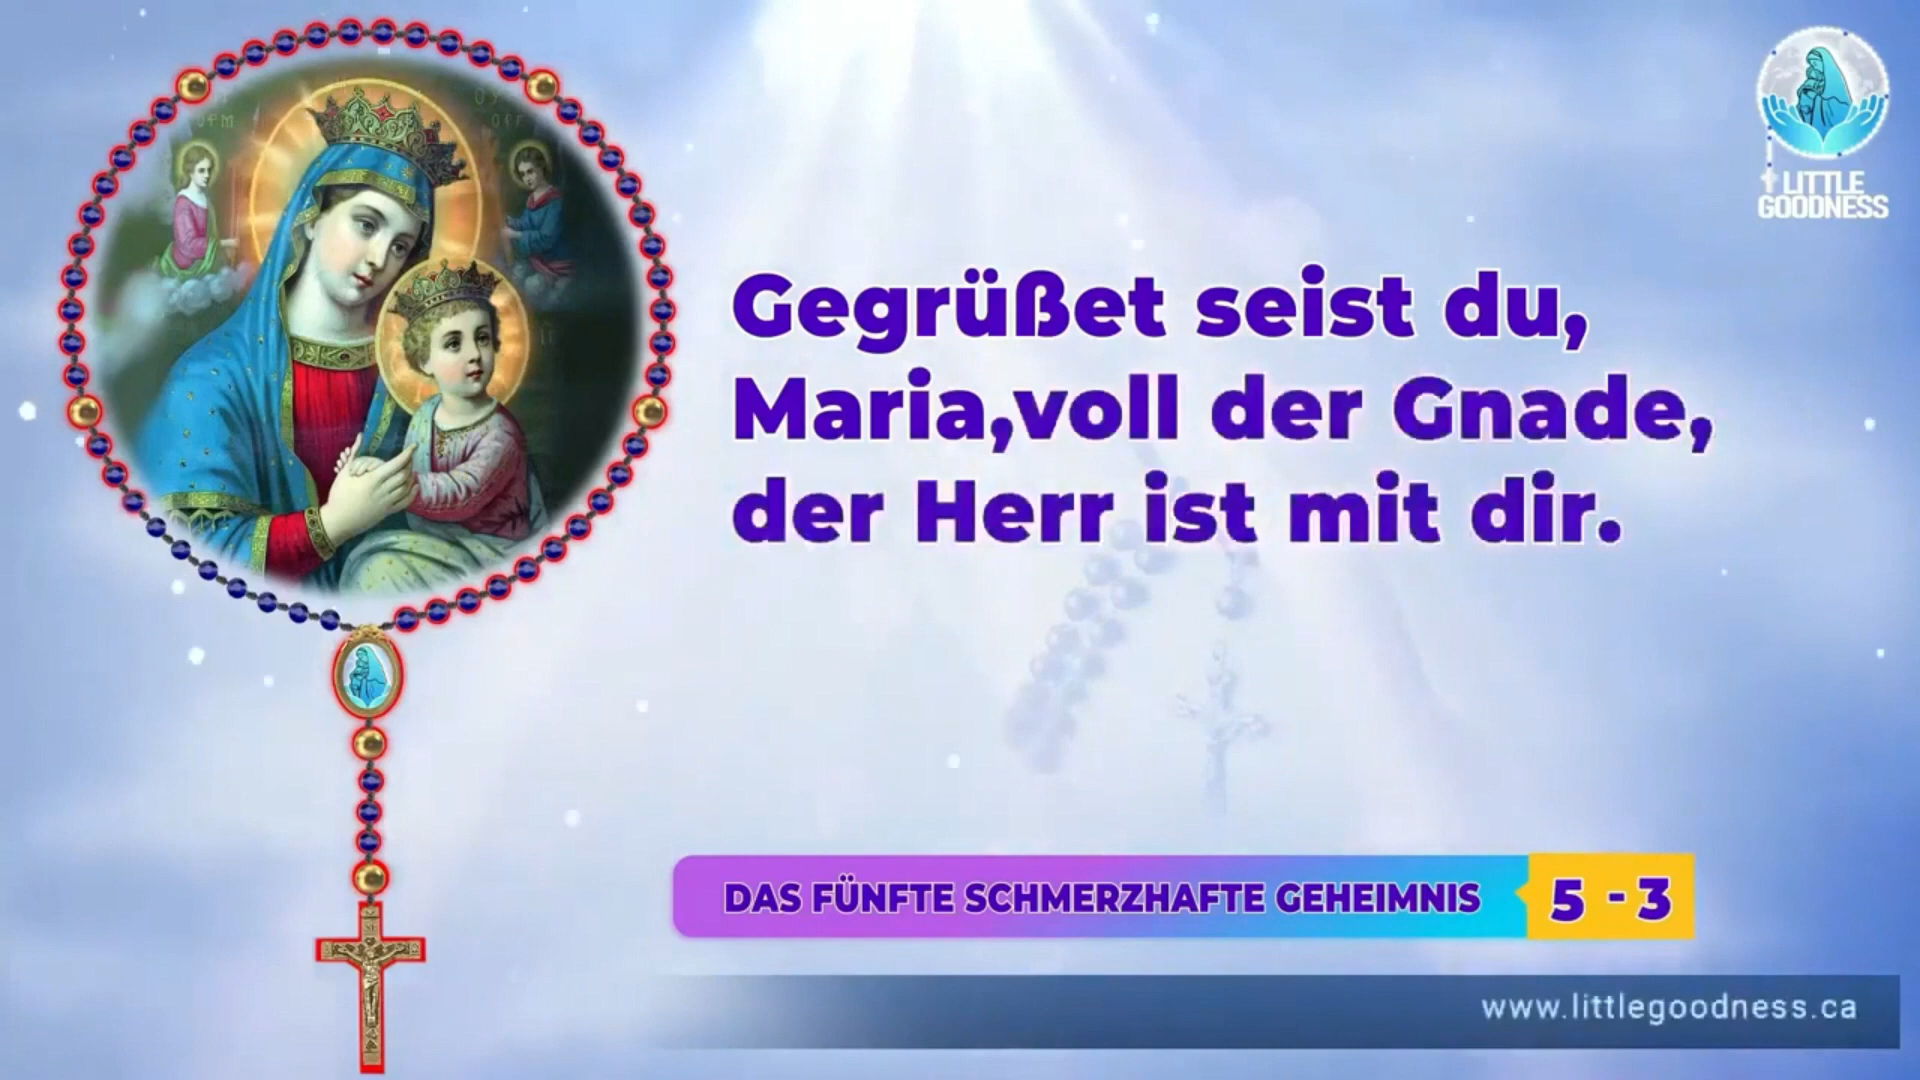 Gegrüßet seist du,
Maria,voll der Gnade,
der Herr ist mit dir.
LITTLE
GOODNESS
DAS FÜNFTE SCHMERZHAFTE GEHEIMNIS 5 - 3
www.littlegoodness.ca